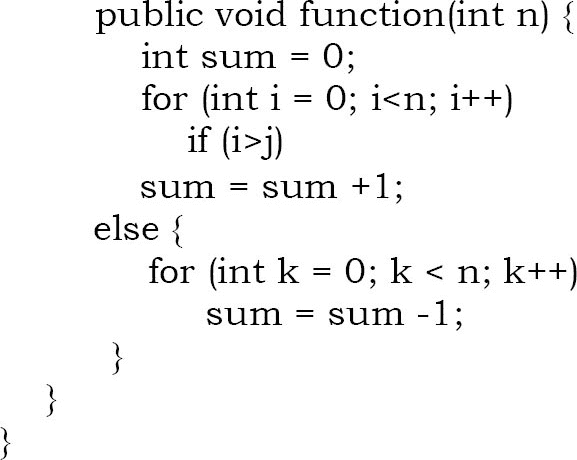 public void function(int n) {
int sum = 0;
for (int i = 0; i<n; i++)
if (i>j)
sum = sum +1;
else {
for (int k = 0; k < n; k++)
sum = sum -1;
}
}
}